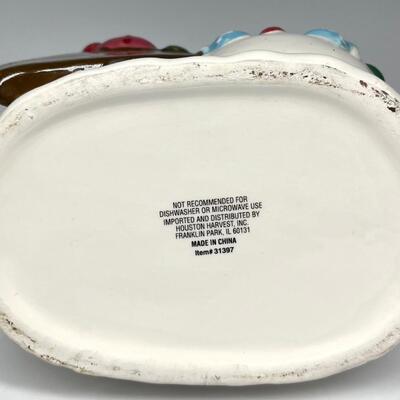 NOT RECOMMENDED FOR
DISHWASHER OR MICROWAVE USE
IMPORTED AND DISTRIBUTED BY
HOUSTON HARVEST, INC.
FRANKLIN PARK, IL 60131
MADE IN CHINA
Item# 31397